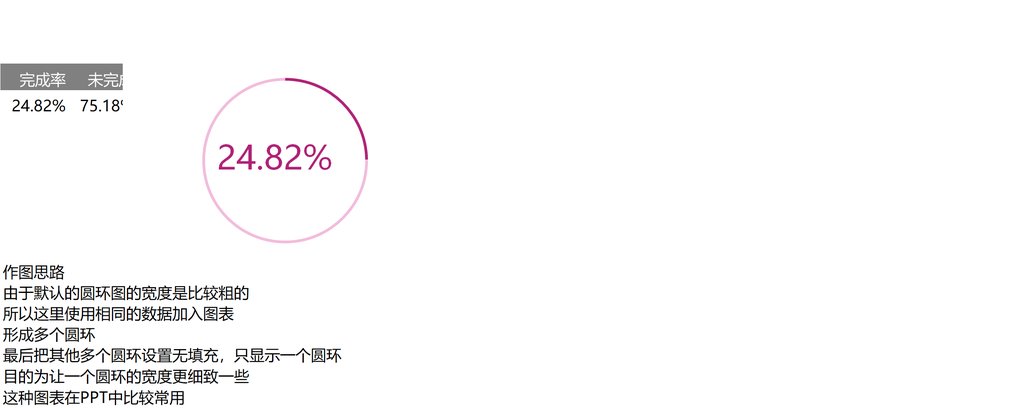 完成率 未完
24.82% 75.18
24.82%
作图思路
由于默认的圆环图的宽度是比较粗的
所以这里使用相同的数据加入图表
形成多个圆环
最后把其他多个圆环设置无填充，只显示一个圆环
目的为让一个圆环的宽度更细致一些
这种图表在PPT中比较常用